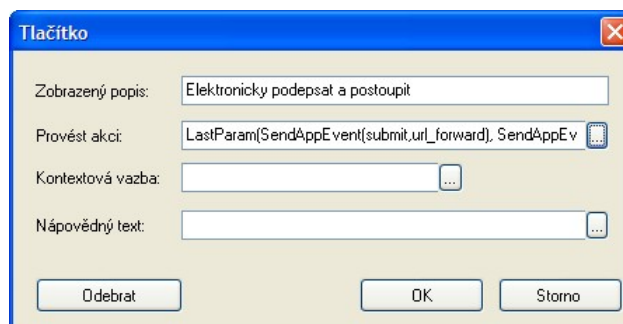 Tlačítko
Zobrazený popis: Elektronicky podepsat a postoupit
Provést akci: LastParam(SendAppEvent(submit,url_forward), SendAppEv ...
Kontextová vazba: ...
Nápovědný text: ...
Odebrat OK Storno